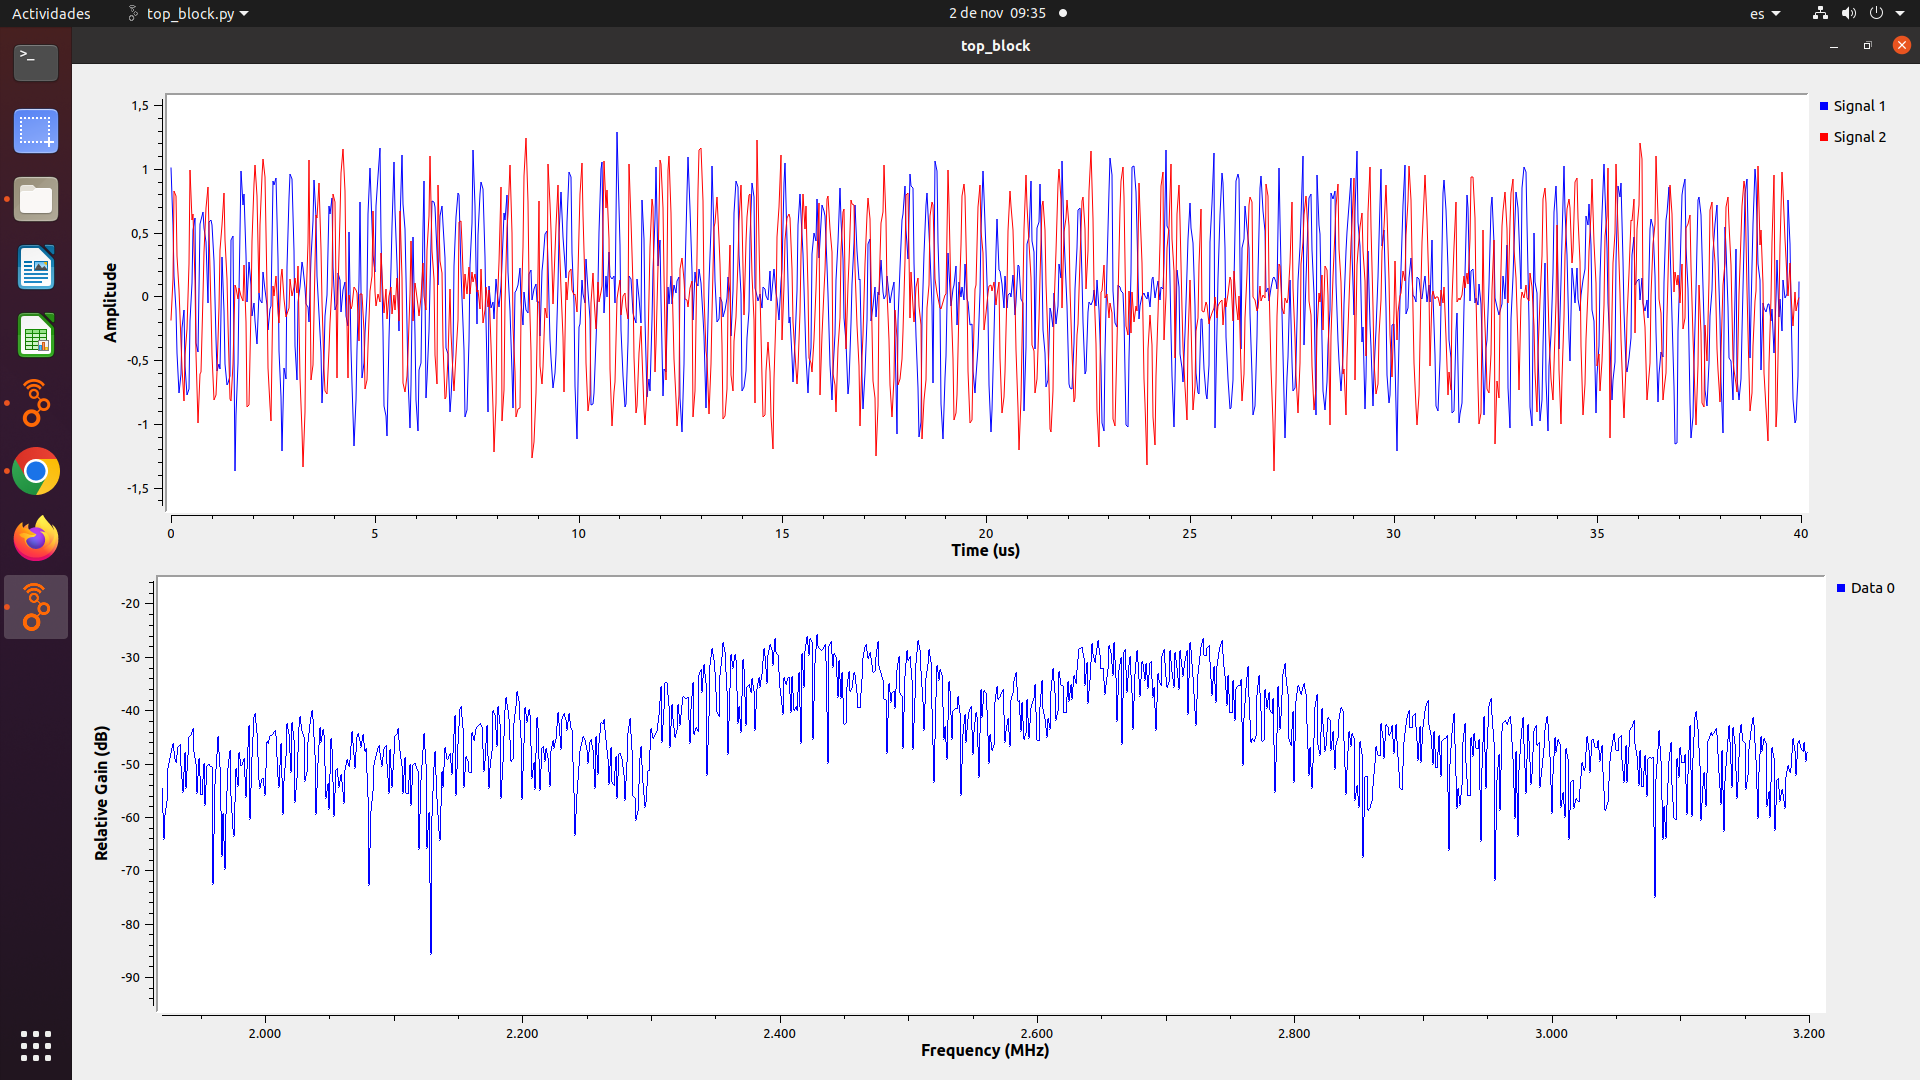 Actividades
top_block.py
2 de nov 09:35
es
top_block
>_
1,5
1
0,5
0
-0,5
-1
-1,5
Amplitude
Signal 1
Signal 2
0 5 10 15 20 25 30 35 40
Time (us)
-20
-30
-40
-50
-60
-70
-80
-90
Relative Gain (dB)
Data 0
2.000 2.200 2.400 2.600 2.800 3.000 3.200
Frequency (MHz)